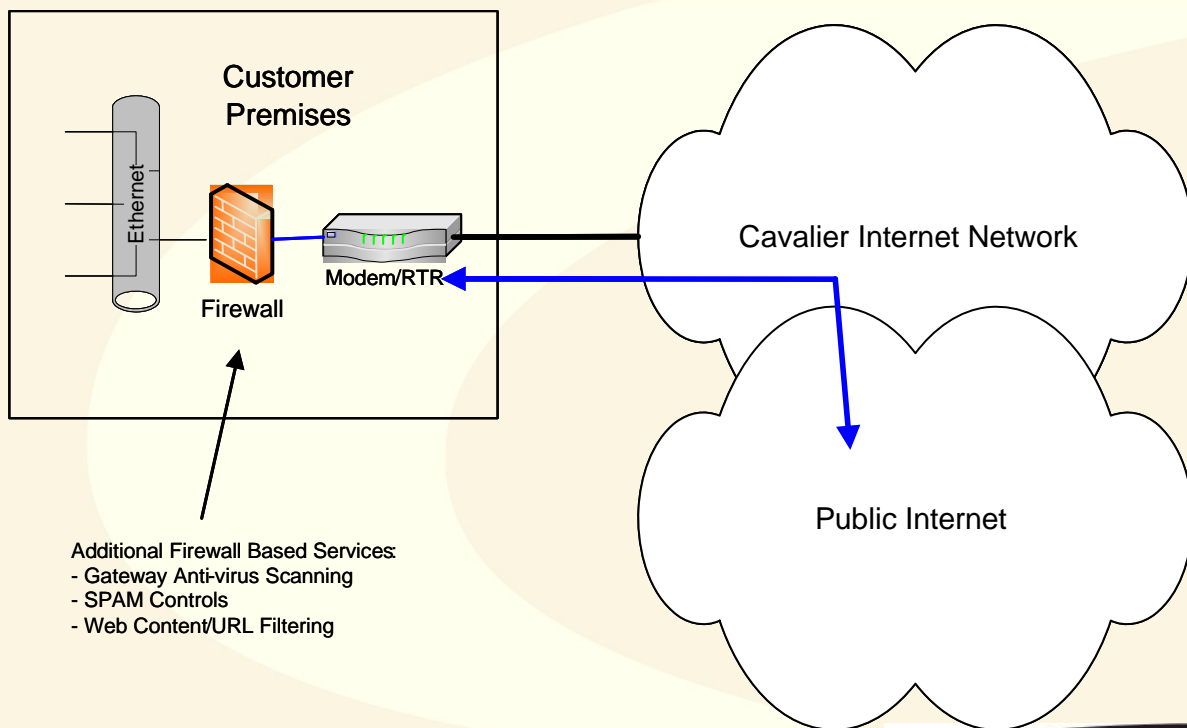 Customer
Premises
Ethernet
Firewall
Modem/RTR
Cavalier Internet Network
Public Internet
Additional Firewall Based Services:
- Gateway Anti-virus Scanning
- SPAM Controls
- Web Content/URL Filtering